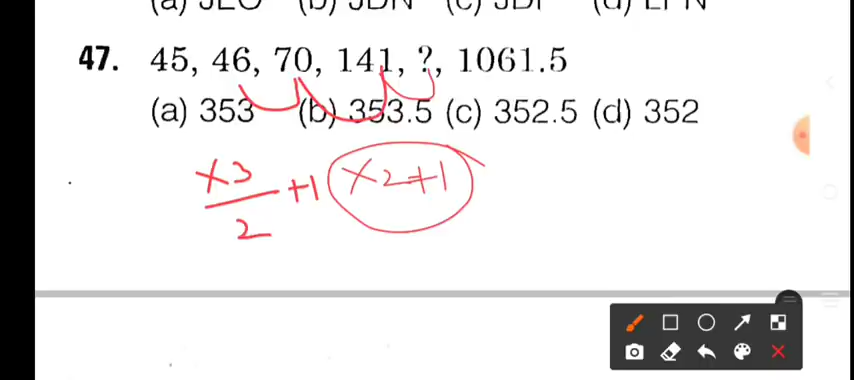 47. 45, 46, 70, 141, ?, 1061.5
(a) 353 (b) 353.5 (c) 352.5 (d) 352
×3/2 +1 ×2+1